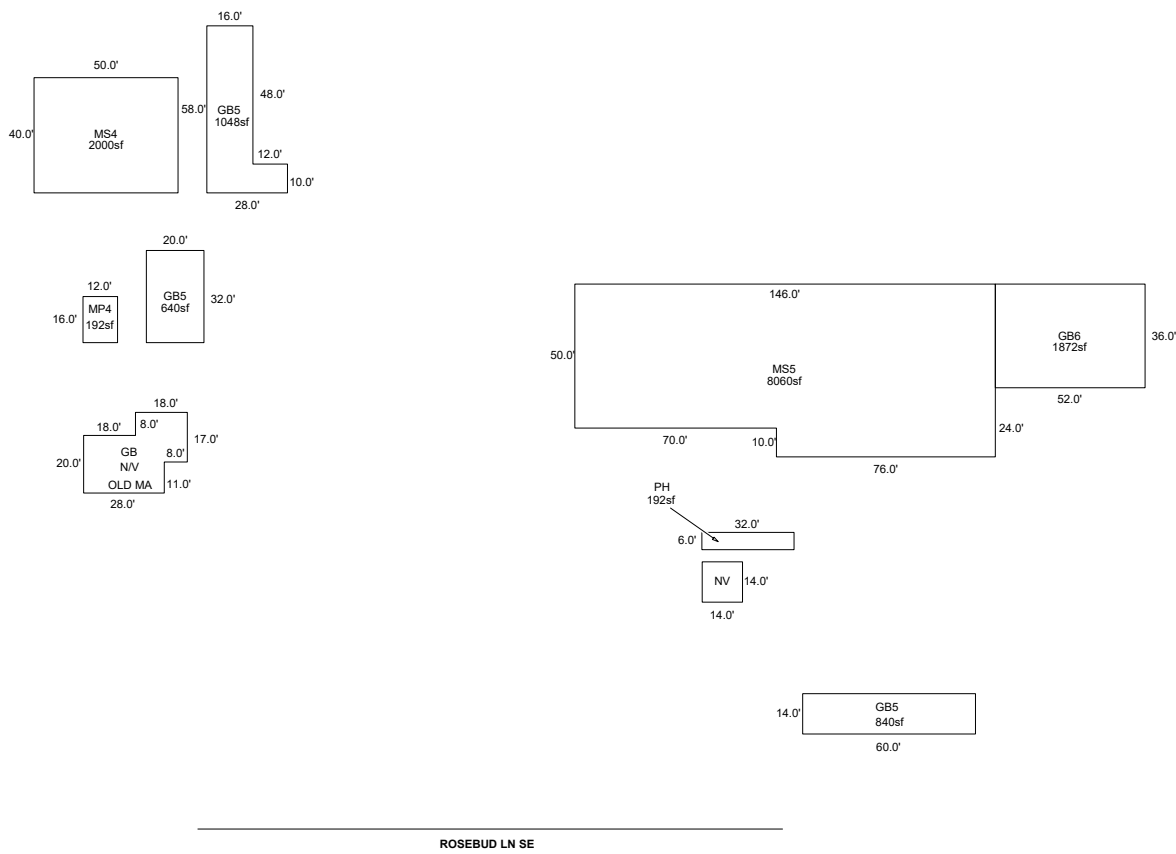 16.0'
50.0'
48.0'
58.0'
GB5
1048sf
40.0'
MS4
2000sf
12.0'
10.0'
28.0'
20.0'
12.0'
GB5
640sf
32.0'
MP4
192sf
16.0'
146.0'
50.0'
GB6
1872sf
36.0'
MS5
8060sf
52.0'
24.0'
70.0'
10.0'
76.0'
18.0'
18.0'
8.0'
17.0'
GB
N/V
OLD MA
8.0'
20.0'
11.0'
28.0'
PH
192sf
32.0'
6.0'
NV
14.0'
14.0'
14.0'
GB5
840sf
60.0'
ROSEBUD LN SE